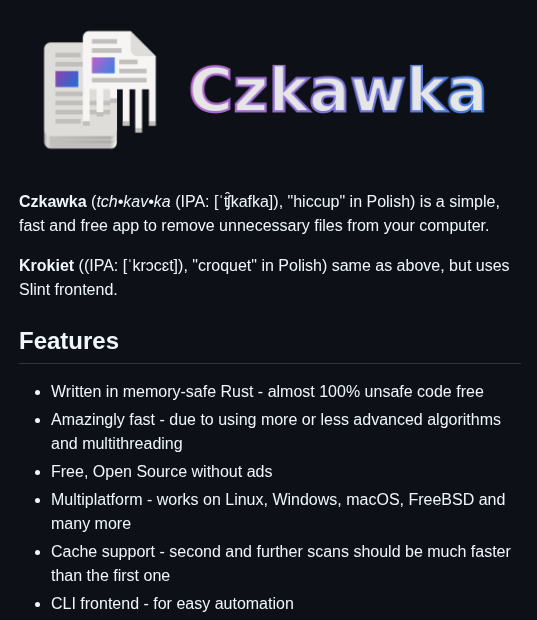 Czkawka
Czkawka (tch•kav•ka (IPA: [ˈt͡ʃkafka]), "hiccup" in Polish) is a simple,
fast and free app to remove unnecessary files from your computer.
Krokiet ((IPA: [ˈkrɔcɛt]), "croquet" in Polish) same as above, but uses
Slint frontend.
Features
• Written in memory-safe Rust - almost 100% unsafe code free
• Amazingly fast - due to using more or less advanced algorithms
and multithreading
• Free, Open Source without ads
• Multiplatform - works on Linux, Windows, macOS, FreeBSD and
many more
• Cache support - second and further scans should be much faster
than the first one
• CLI frontend - for easy automation